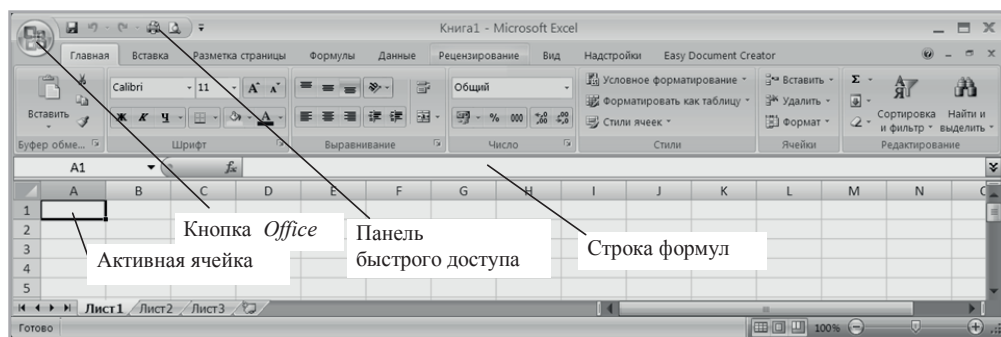 Книга1 - Microsoft Excel
Главная Вставка Разметка страницы Формулы Данные Рецензирование Вид Надстройки Easy Document Creator
Calibri 11 A A Общий Условное форматирование Вставить Σ
Форматировать как таблицу Удалить
Вставить Ж К Ч A % 000 Стили ячеек Формат Сортировка и фильтр Найти и выделить
Буфер обме... Шрифт Выравнивание Число Стили Ячейки Редактирование
A1 fx
A B C D E F G H I J K L M N
1
2
3
4
5
Кнопка Office
Панель
быстрого доступа
Строка формул
Активная ячейка
Лист1 Лист2 Лист3
Готово 100%